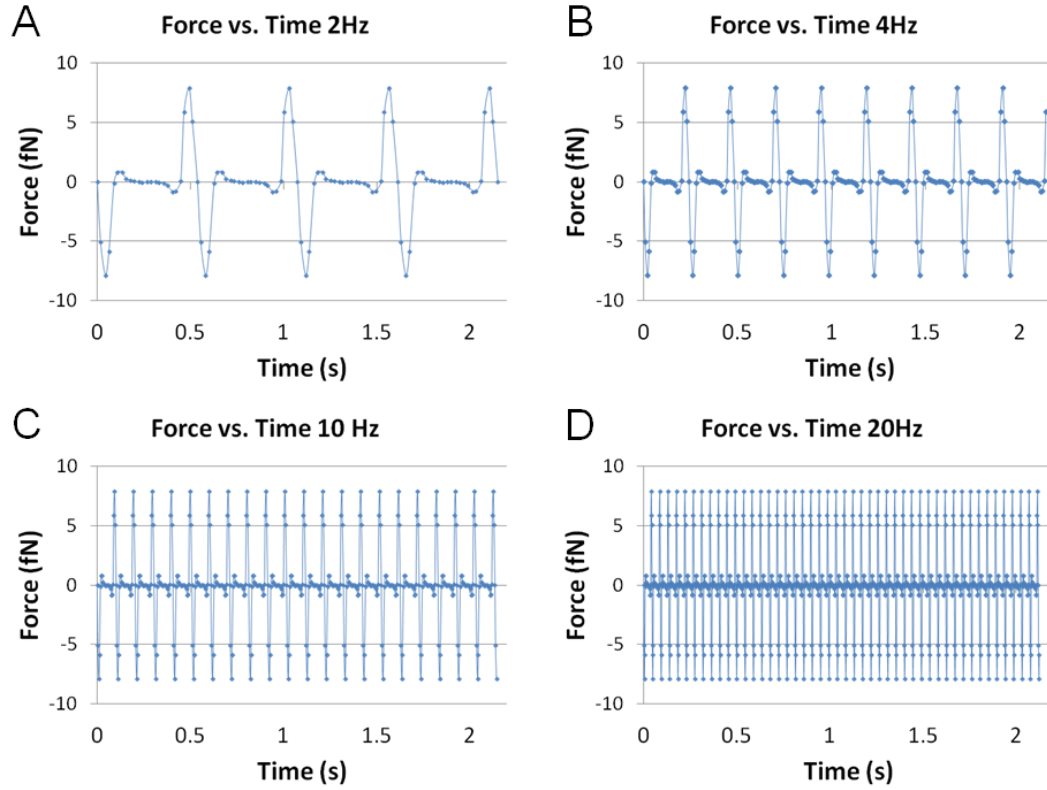 A
Force vs. Time 2Hz
10
5
0
-5
-10
0 0.5 1 1.5 2
Force (fN)
Time (s)
B
Force vs. Time 4Hz
10
5
0
-5
-10
0 0.5 1 1.5 2
Force (fN)
Time (s)
C
Force vs. Time 10 Hz
10
5
0
-5
-10
0 0.5 1 1.5 2
Force (fN)
Time (s)
D
Force vs. Time 20Hz
10
5
0
-5
-10
0 0.5 1 1.5 2
Force (fN)
Time (s)